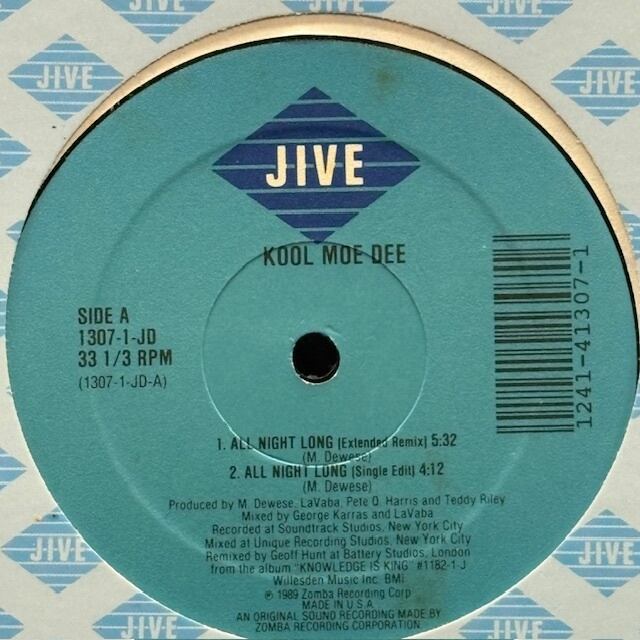 JIVE
JIVE
JIVE
KOOL MOE DEE
SIDE A
1307-1-JD
33 1/3 RPM
(1307-1-JD-A)
1241-41307-1
1. ALL NIGHT LONG (Extended Remix) 5:32
(M. Dewese)
2. ALL NIGHT LONG (Single Edit) 4:12
(M. Dewese)
Produced by M. Dewese, LaVaba, Pete Q. Harris and Teddy Riley
Mixed by George Karras and LaVaba
Recorded at Soundtrack Studios, New York City
Mixed at Unique Recording Studios, New York City
Remixed by Geoff Hunt at Battery Studios, London
from the album "KNOWLEDGE IS KING" #1182-1-J
Willesden Music Inc. BMI
℗ 1989 Zomba Recording Corp
MADE IN U.S.A.
AN ORIGINAL SOUND RECORDING MADE BY
ZOMBA RECORDING CORPORATION
JIVE
JIVE
JIVE